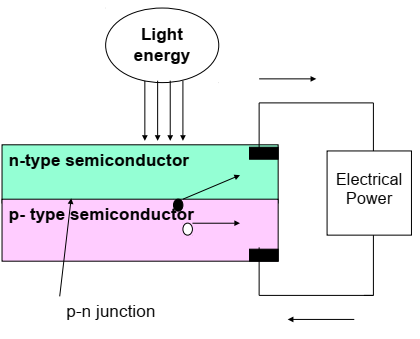 Light
energy
n-type semiconductor
p- type semiconductor
Electrical
Power
p-n junction